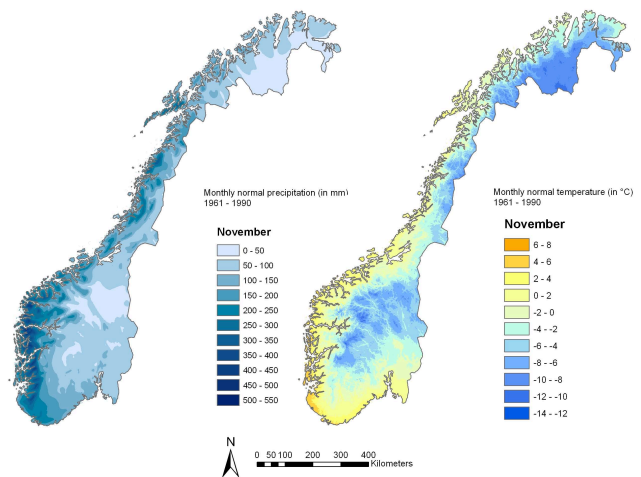 Monthly normal precipitation (in mm)
1961 - 1990
November
0 - 50
50 - 100
100 - 150
150 - 200
200 - 250
250 - 300
300 - 350
350 - 400
400 - 450
450 - 500
500 - 550
Monthly normal temperature (in °C)
1961 - 1990
November
6 - 8
4 - 6
2 - 4
0 - 2
-2 - 0
-4 - -2
-6 - -4
-8 - -6
-10 - -8
-12 - -10
-14 - -12
N
0 50 100 200 300 400
Kilometers